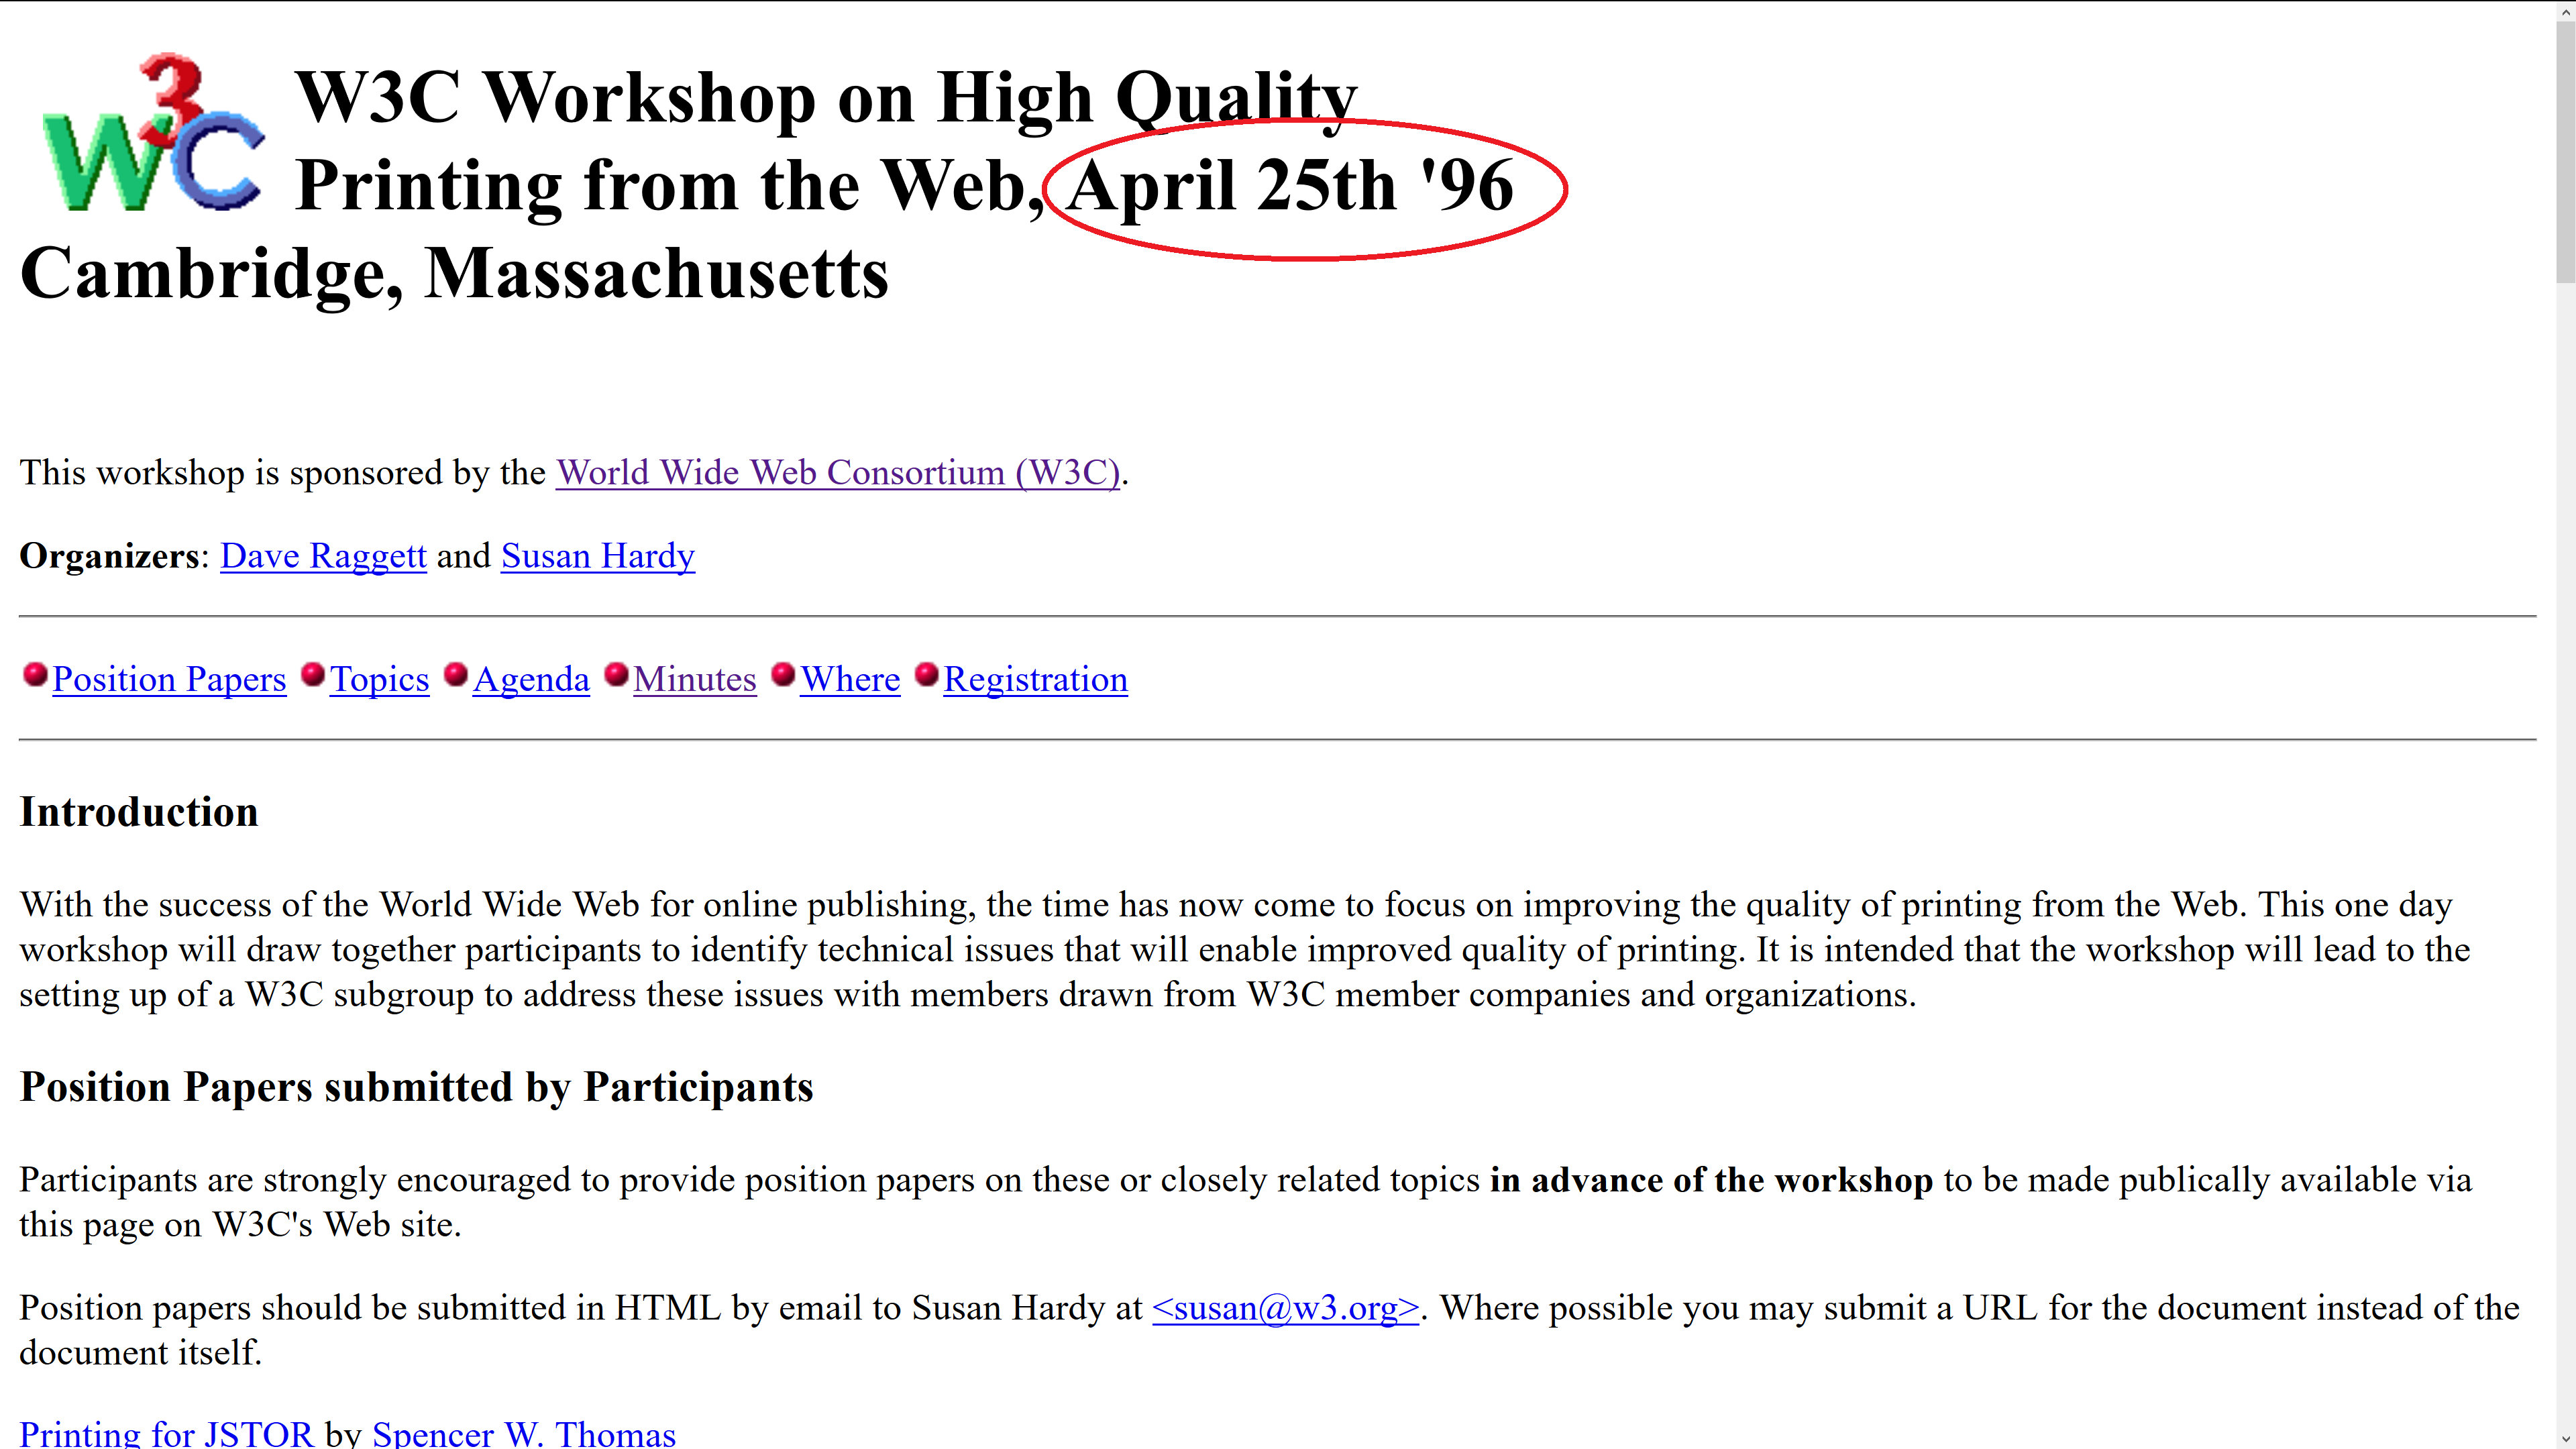 W3C
W3C Workshop on High Quality
Printing from the Web, April 25th '96
Cambridge, Massachusetts
This workshop is sponsored by the World Wide Web Consortium (W3C).
Organizers: Dave Raggett and Susan Hardy
Position Papers Topics Agenda Minutes Where Registration
Introduction
With the success of the World Wide Web for online publishing, the time has now come to focus on improving the quality of printing from the Web. This one day
workshop will draw together participants to identify technical issues that will enable improved quality of printing. It is intended that the workshop will lead to the
setting up of a W3C subgroup to address these issues with members drawn from W3C member companies and organizations.
Position Papers submitted by Participants
Participants are strongly encouraged to provide position papers on these or closely related topics in advance of the workshop to be made publically available via
this page on W3C's Web site.
Position papers should be submitted in HTML by email to Susan Hardy at <susan@w3.org>. Where possible you may submit a URL for the document instead of the
document itself.
Printing for JSTOR by Spencer W. Thomas